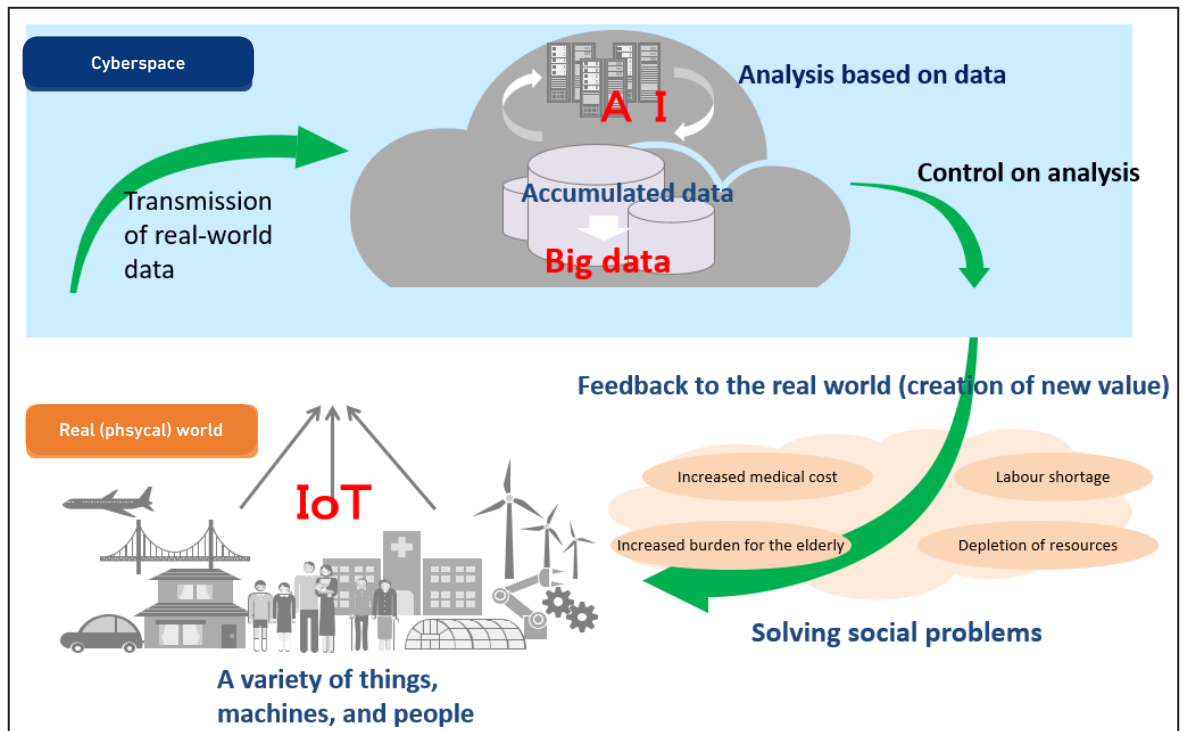 Cyberspace
Analysis based on data
A I
Control on analysis
Transmission
of real-world
data
Accumulated data
Big data
Feedback to the real world (creation of new value)
Real (phsycal) world
IoT
Increased medical cost
Labour shortage
Increased burden for the elderly
Depletion of resources
Solving social problems
A variety of things,
machines, and people